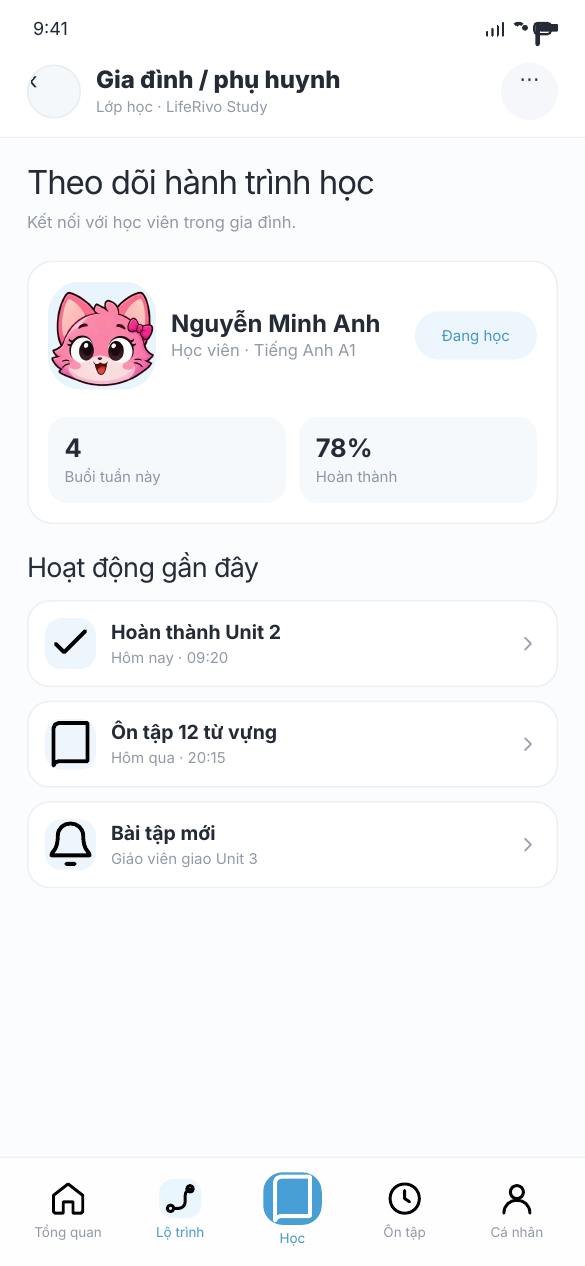 9:41
Gia đình / phụ huynh
Lớp học · LifeRivo Study
Theo dõi hành trình học
Kết nối với học viên trong gia đình.
Nguyễn Minh Anh
Học viên · Tiếng Anh A1
Đang học
4
Buổi tuần này
78%
Hoàn thành
Hoạt động gần đây
Hoàn thành Unit 2
Hôm nay · 09:20
Ôn tập 12 từ vựng
Hôm qua · 20:15
Bài tập mới
Giáo viên giao Unit 3
Tổng quan
Lộ trình
Học
Ôn tập
Cá nhân